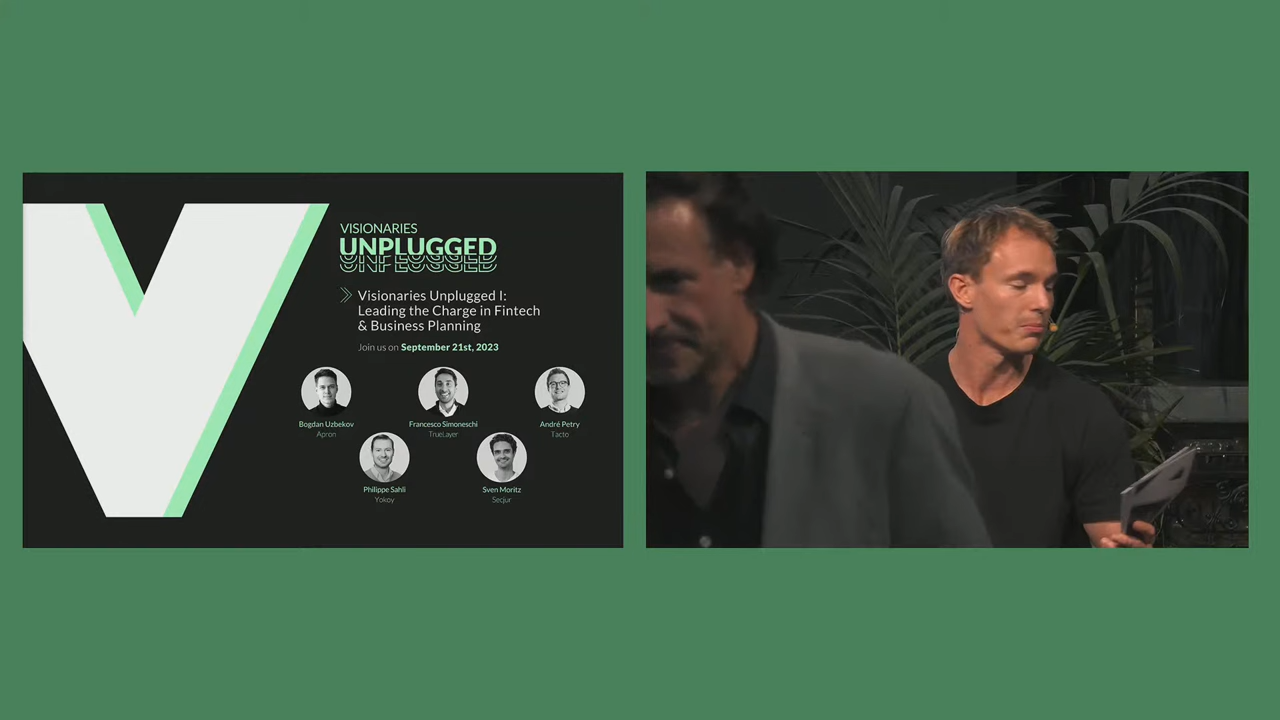 VISIONARIES
UNPLUGGED
Visionaries Unplugged I:
Leading the Charge in Fintech
& Business Planning
Join us on September 21st, 2023
Bogdan Uzbekov
Apron
Francesco Simoneschi
TrueLayer
André Petry
Tacto
Philippe Sahli
Yokoy
Sven Moritz
Secjur